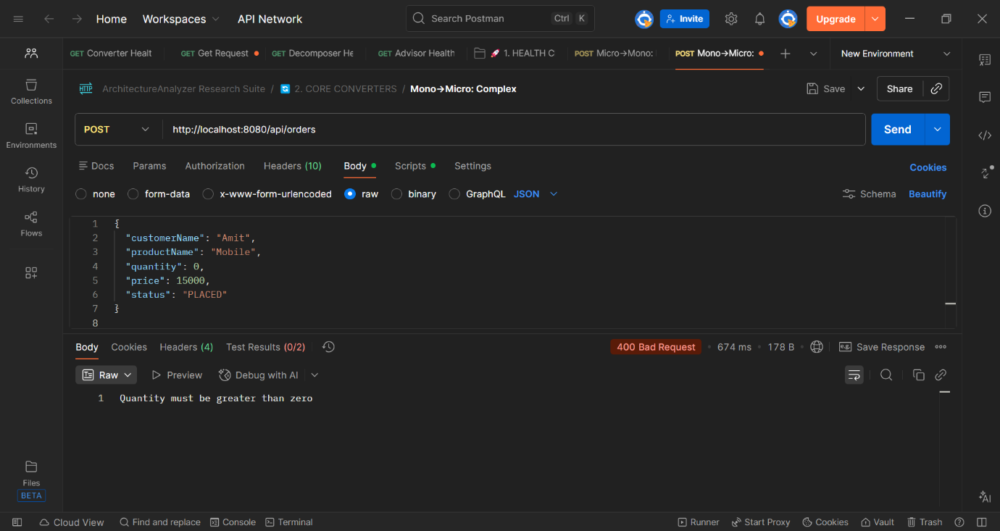 Home Workspaces API Network Search Postman Ctrl K Invite Upgrade
GET Converter Healt GET Get Request GET Decomposer He GET Advisor Health 1. HEALTH C POST Micro→Mono: POST Mono→Micro: New Environment
Collections
Environments
History
Flows
Files
BETA
HTTP ArchitectureAnalyzer Research Suite / 2. CORE CONVERTERS / Mono→Micro: Complex Save Share
POST http://localhost:8080/api/orders Send
Docs Params Authorization Headers (10) Body Scripts Settings Cookies
none form-data x-www-form-urlencoded raw binary GraphQL JSON Schema Beautify
1 {
2 "customerName": "Amit",
3 "productName": "Mobile",
4 "quantity": 0,
5 "price": 15000,
6 "status": "PLACED"
7 }
8
Body Cookies Headers (4) Test Results (0/2) 400 Bad Request • 674 ms • 178 B • e.g. Save Response
Raw Preview Debug with AI
1 Quantity must be greater than zero
AI
Cloud View Find and replace Console Terminal Runner Start Proxy Cookies Vault Trash